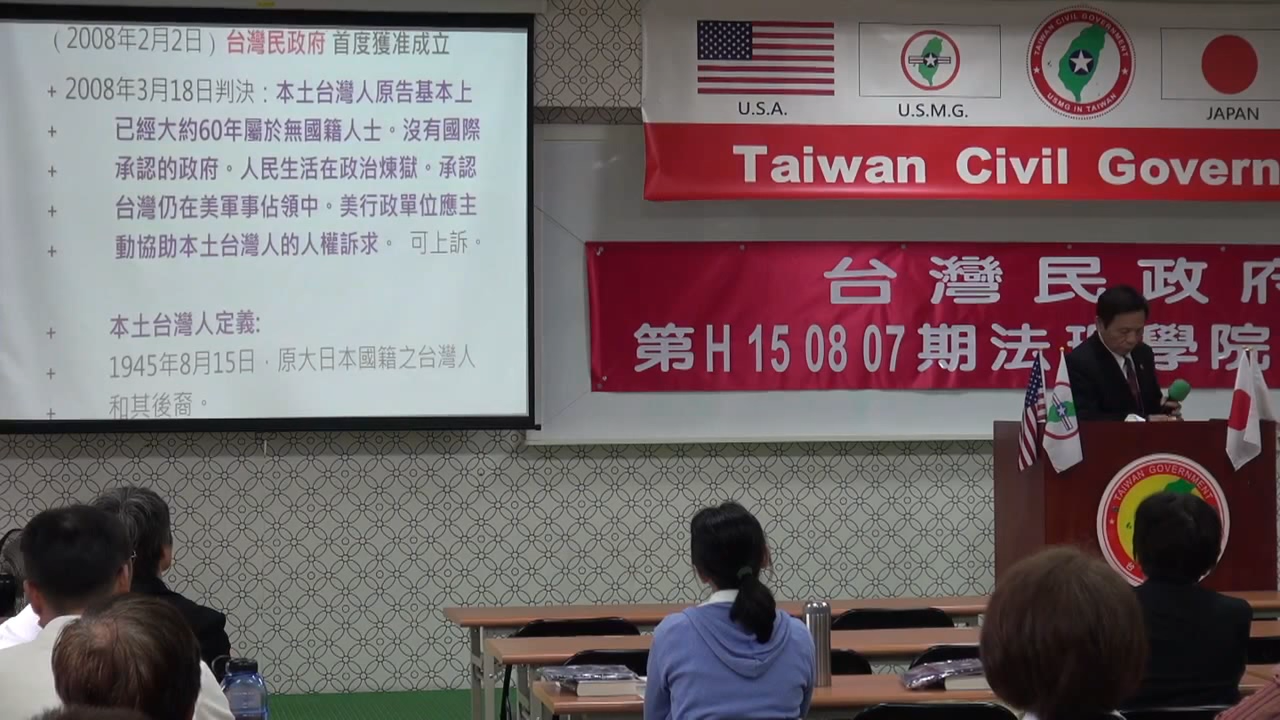 （2008年2月2日）台灣民政府 首度獲准成立
+ 2008年3月18日判決：本土台灣人原告基本上
+ 已經大約60年屬於無國籍人士。沒有國際
+ 承認的政府。人民生活在政治煉獄。承認
+ 台灣仍在美軍事佔領中。美行政單位應主
+ 動協助本土台灣人的人權訴求。 可上訴。
+ 本土台灣人定義:
+ 1945年8月15日，原大日本國籍之台灣人
+ 和其後裔。
U.S.A.
U.S.M.G.
TAIWAN CIVIL GOVERNMENT
USMG IN TAIWAN
JAPAN
Taiwan Civil Govern
台灣民政府
第H 15 08 07期法理學院
TAIWAN GOVERNMENT